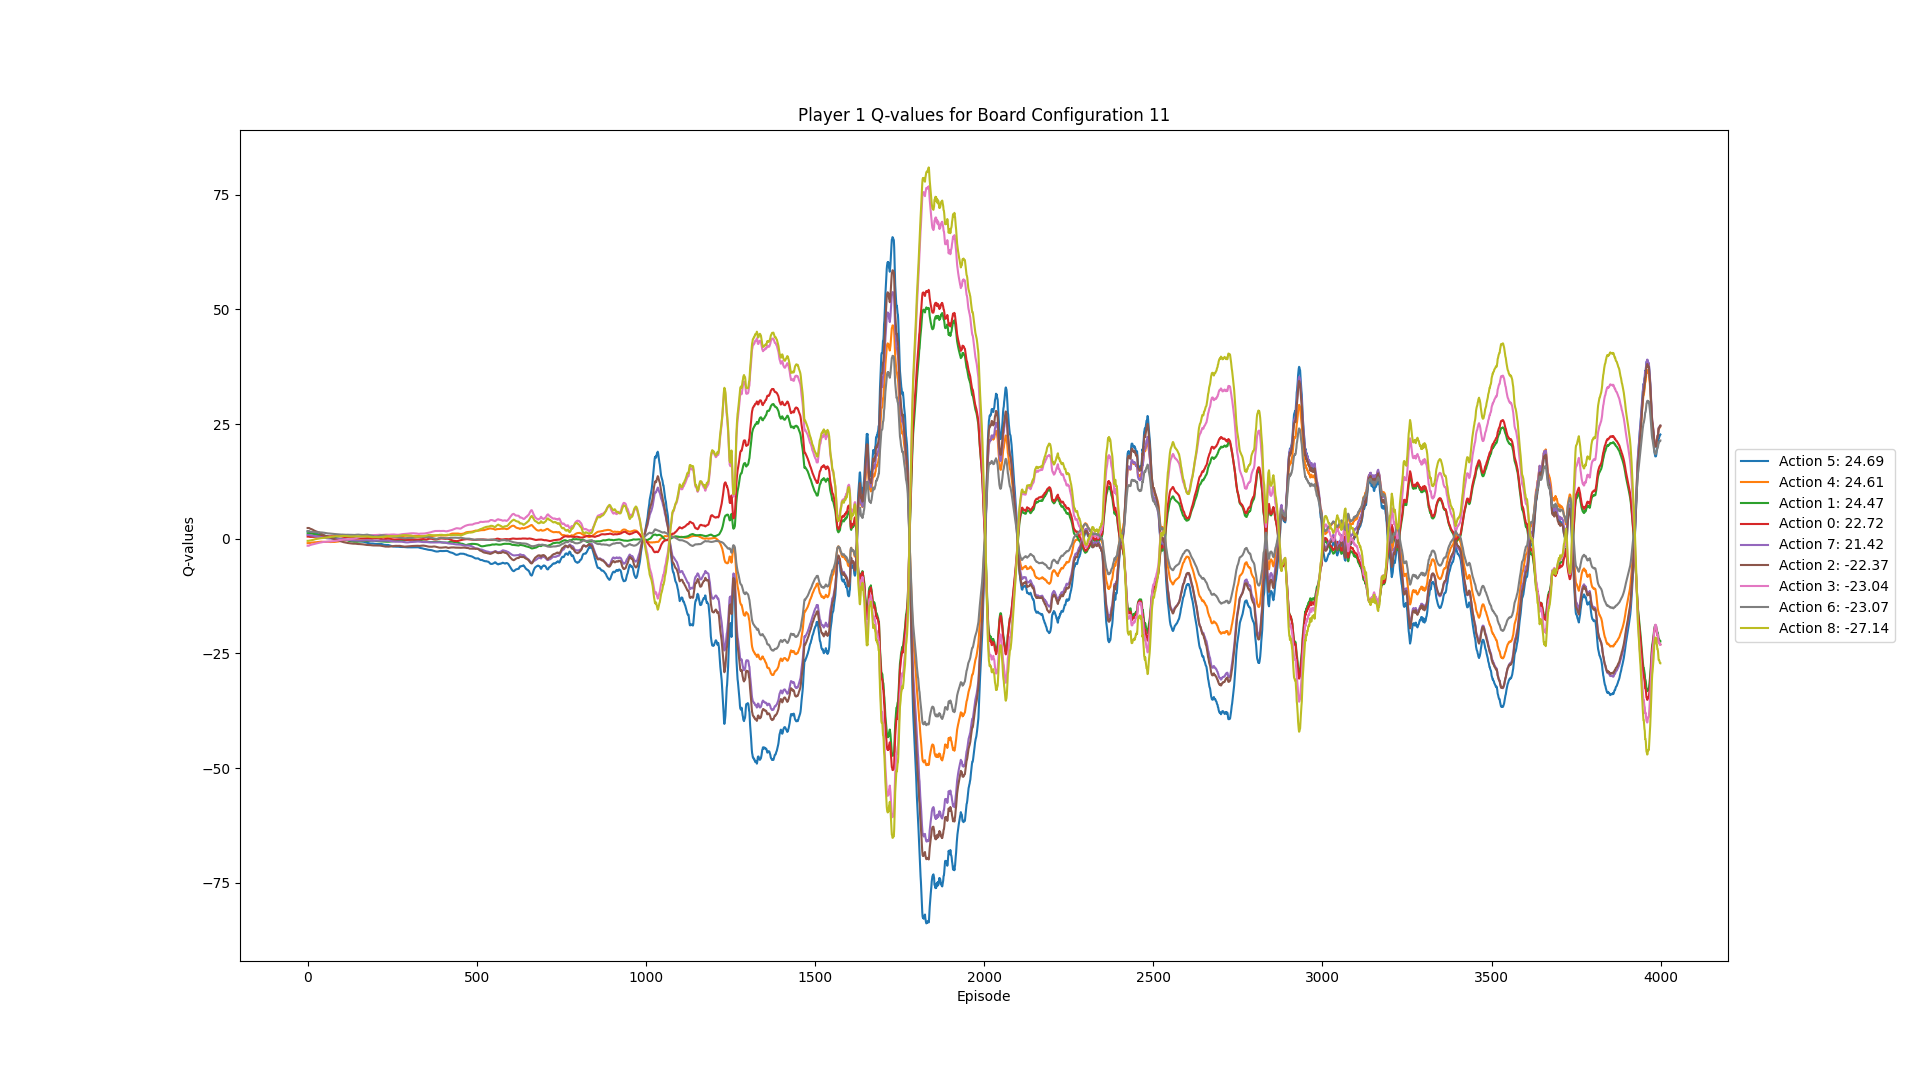 Player 1 Q-values for Board Configuration 11
75
50
25
0
−25
−50
−75
Q-values
0
500
1000
1500
2000
2500
3000
3500
4000
Episode
Action 5: 24.69
Action 4: 24.61
Action 1: 24.47
Action 0: 22.72
Action 7: 21.42
Action 2: -22.37
Action 3: -23.04
Action 6: -23.07
Action 8: -27.14